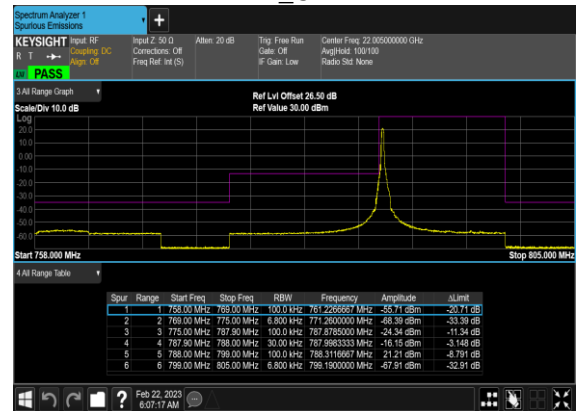 Spectrum Analyzer 1
Spurious Emissions
KEYSIGHT Input: RF Input Z: 50 Ω Atten: 20 dB Trig: Free Run Center Freq: 22.005000000 GHz
R T Coupling: DC Corrections: Off Gate: Off Avg|Hold: 100/100
Align: Off Freq Ref: Int (S) IF Gain: Low Radio Std: None
PASS
3 All Range Graph Ref Lvl Offset 26.50 dB
Scale/Div 10.0 dB Ref Value 30.00 dBm
Log
20.0
10.0
0.00
-10.0
-20.0
-30.0
-40.0
-50.0
-60.0
Start 758.000 MHz Stop 805.000 MHz
4 All Range Table
Spur Range Start Freq Stop Freq RBW Frequency Amplitude ΔLimit
1 1 758.00 MHz 769.00 MHz 100.0 kHz 761.2266667 MHz -55.71 dBm -20.71 dB
2 2 769.00 MHz 775.00 MHz 6.800 kHz 771.2600000 MHz -68.39 dBm -33.39 dB
3 3 775.00 MHz 787.90 MHz 100.0 kHz 787.8785000 MHz -24.34 dBm -11.34 dB
4 4 787.90 MHz 788.00 MHz 30.00 kHz 787.9983333 MHz -16.15 dBm -3.148 dB
5 5 788.00 MHz 799.00 MHz 100.0 kHz 788.3116667 MHz 21.21 dBm -8.791 dB
6 6 799.00 MHz 805.00 MHz 6.800 kHz 799.1900000 MHz -67.91 dBm -32.91 dB
Feb 22, 2023
6:07:17 AM